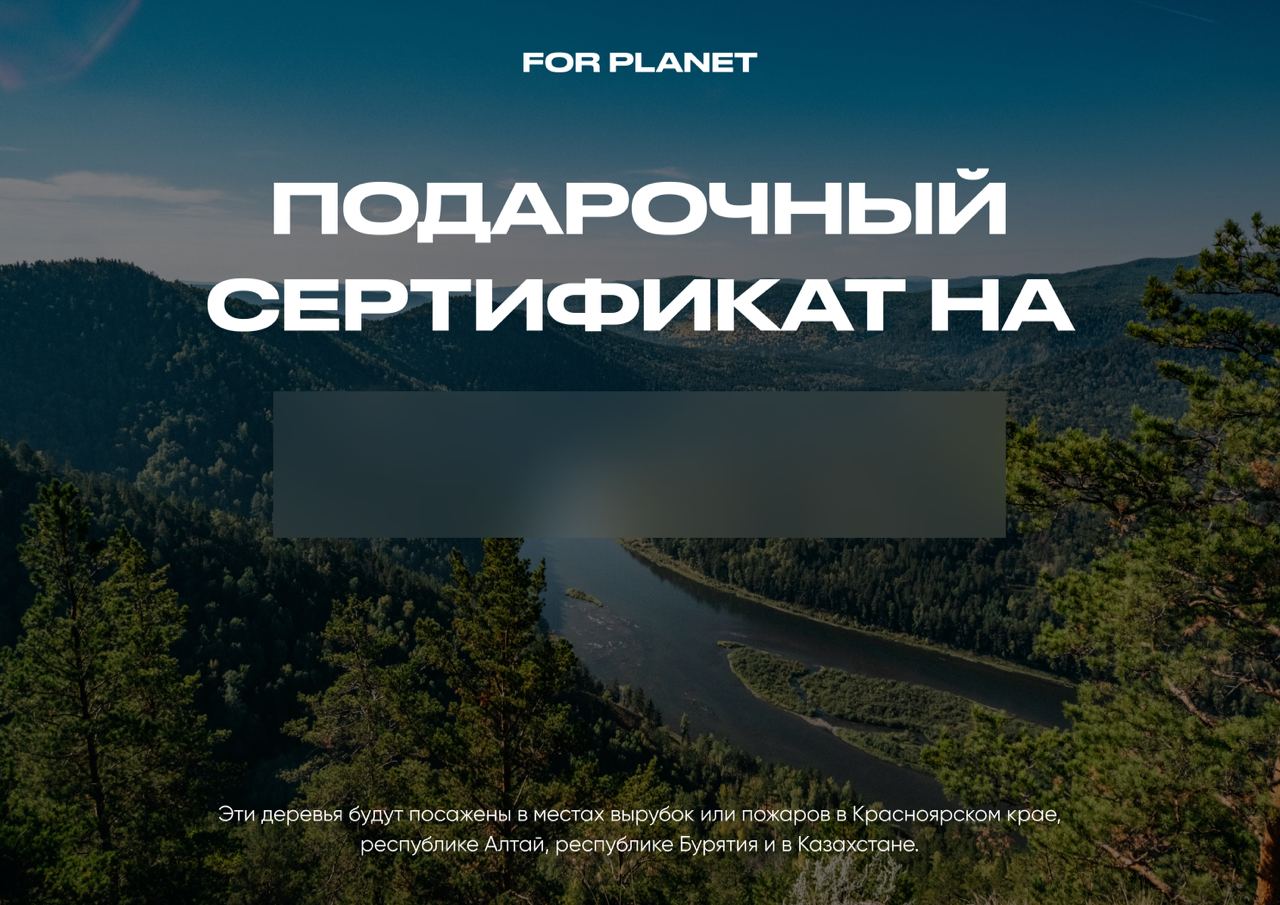 FOR PLANET
ПОДАРОЧНЫЙ
СЕРТИФИКАТ НА
Эти деревья будут посажены в местах вырубок или пожаров в Красноярском крае,
республике Алтай, республике Бурятия и в Казахстане.